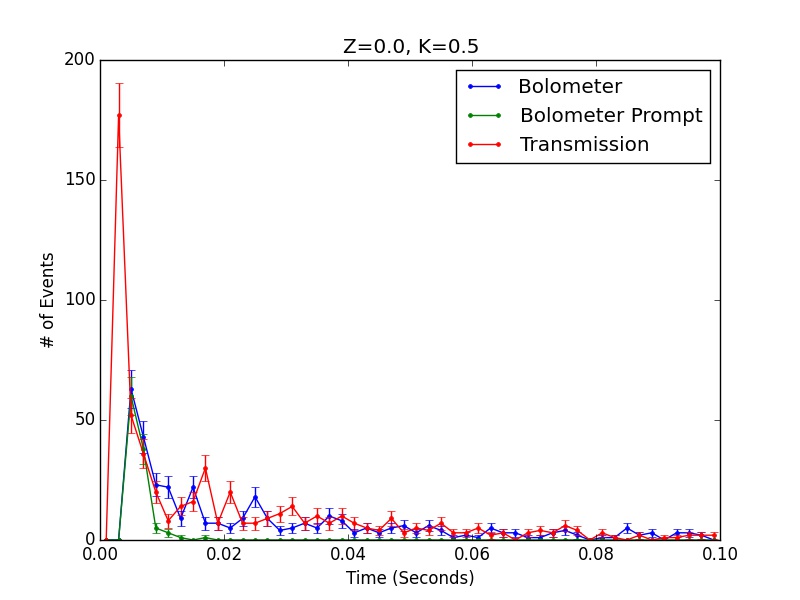 Z=0.0, K=0.5
200
150
100
50
0
# of Events
Bolometer
Bolometer Prompt
Transmission
0.00 0.02 0.04 0.06 0.08 0.10
Time (Seconds)